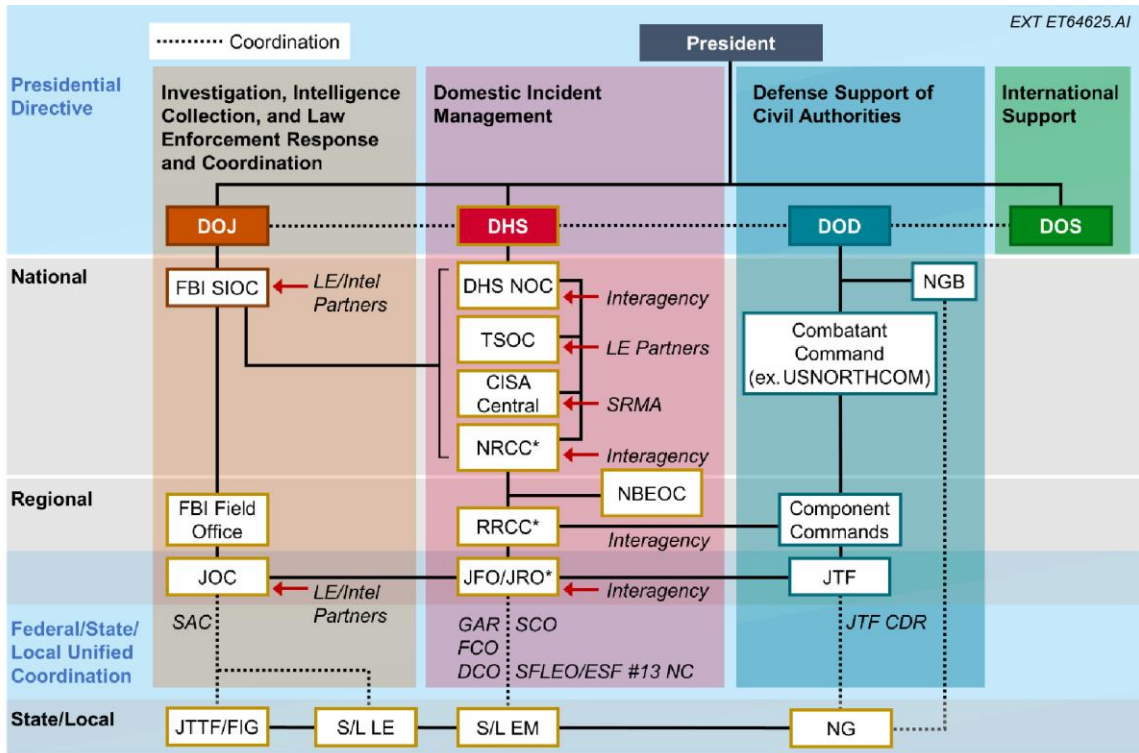 EXT ET64625.AI
Coordination
President
Presidential
Directive
Investigation, Intelligence
Collection, and Law
Enforcement Response
and Coordination
Domestic Incident
Management
Defense Support of
Civil Authorities
International
Support
DOJ
DHS
DOD
DOS
National
FBI SIOC
LE/Intel
Partners
DHS NOC
Interagency
NGB
TSOC
LE Partners
Combatant
Command
(ex. USNORTHCOM)
CISA
Central
SRMA
NRCC*
Interagency
Regional
NBEOC
FBI Field
Office
RRCC*
Interagency
Component
Commands
JOC
LE/Intel
Partners
JFO/JRO*
Interagency
JTF
Federal/State/
Local Unified
Coordination
SAC
GAR
SCO
FCO
DCO
SFLEO/ESF #13 NC
JTF CDR
State/Local
JTTF/FIG
S/L LE
S/L EM
NG